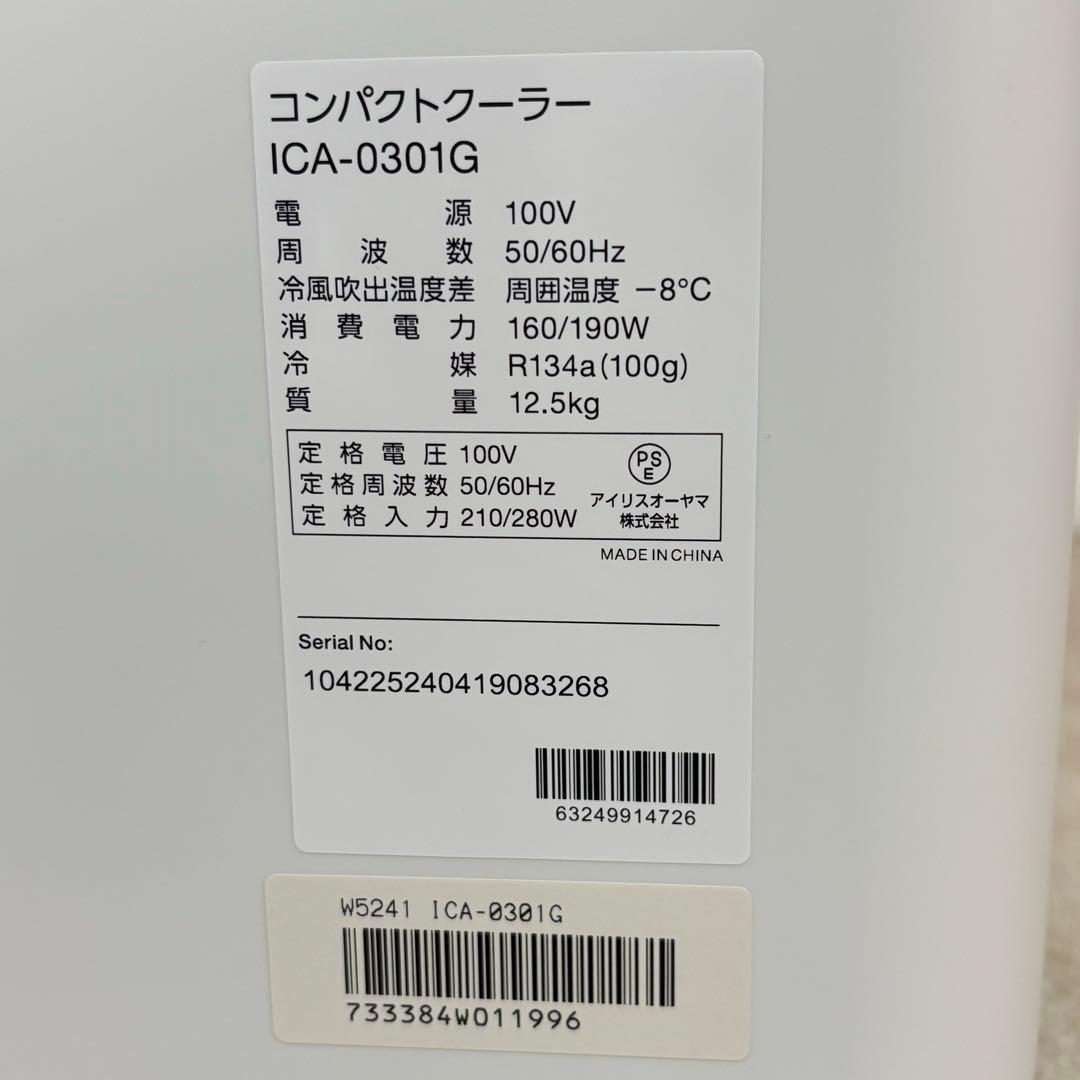 コンパクトクーラー
ICA-0301G
電源 100V
周波数 50/60Hz
冷風吹出温度差 周囲温度 −8°C
消費電力 160/190W
冷媒 R134a(100g)
質量 12.5kg
定格電圧 100V
定格周波数 50/60Hz
定格入力 210/280W
PSE
アイリスオーヤマ
株式会社
MADE IN CHINA
Serial No:
104225240419083268
63249914726
W5241 ICA-0301G
733384W011996